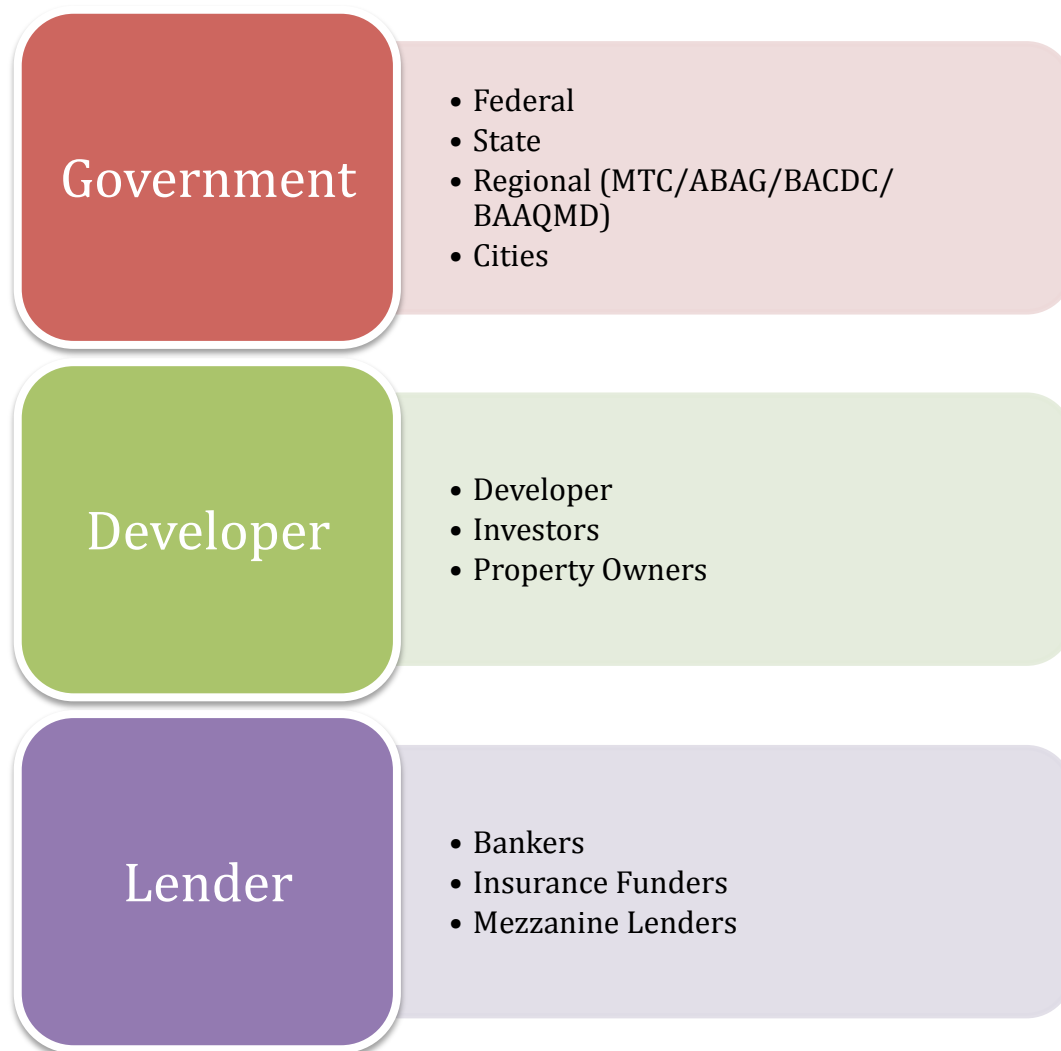 Government
• Federal
• State
• Regional (MTC/ABAG/BACDC/
BAAQMD)
• Cities
Developer
• Developer
• Investors
• Property Owners
Lender
• Bankers
• Insurance Funders
• Mezzanine Lenders